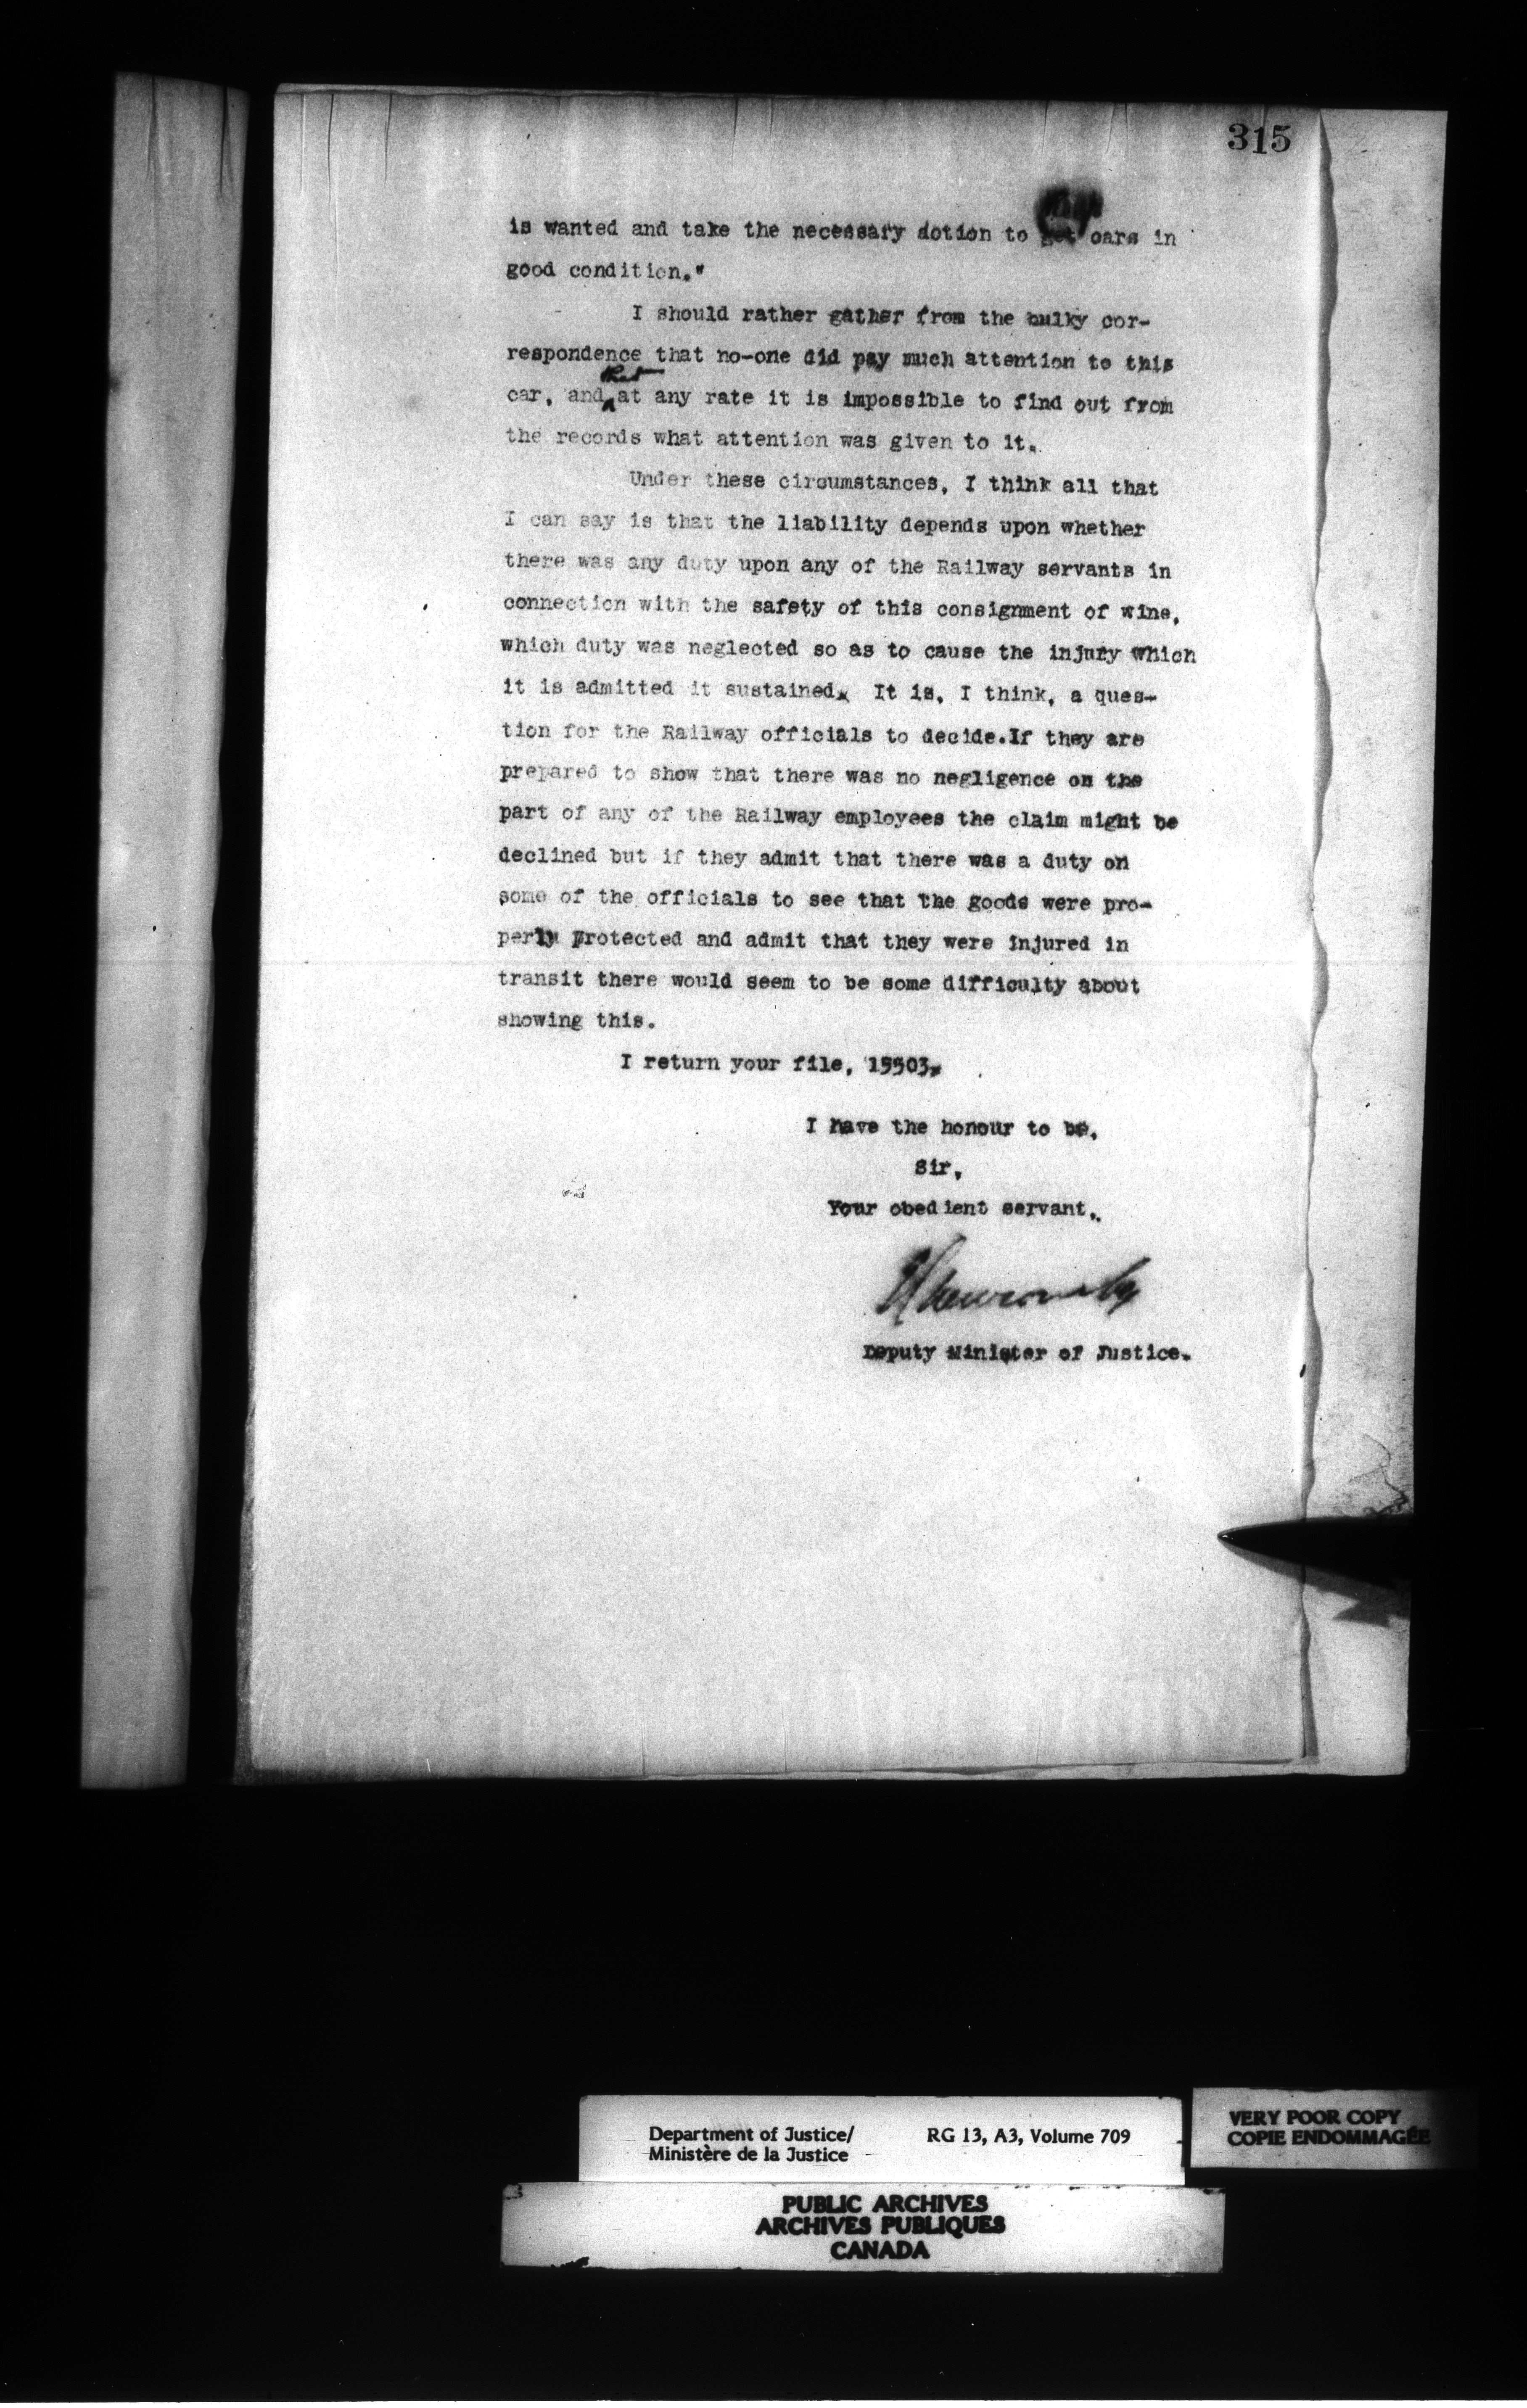 315
is wanted and take the necessary action to get cars in
good condition."
I should rather gather from the bulky cor-
respondence that no-one did pay much attention to this
that
car, and at any rate it is impossible to find out from
the records what attention was given to it.
Under these circumstances, I think all that
I can say is that the liability depends upon whether
there was any duty upon any of the Railway servants in
connection with the safety of this consignment of wine,
which duty was neglected so as to cause the injury which
it is admitted it sustained. It is, I think, a ques-
tion for the Railway officials to decide.If they are
prepared to show that there was no negligence on the
part of any of the Railway employees the claim might be
declined but if they admit that there was a duty on
some of the officials to see that the goods were pro-
perly protected and admit that they were injured in
transit there would seem to be some difficulty about
showing this.
I return your file, 15503.
I have the honour to be,
Sir,
Your obedient servant,
Deputy Minister of Justice.
Department of Justice/ RG 13, A3, Volume 709
Ministère de la Justice
VERY POOR COPY
COPIE ENDOMMAGÉE
PUBLIC ARCHIVES
ARCHIVES PUBLIQUES
CANADA